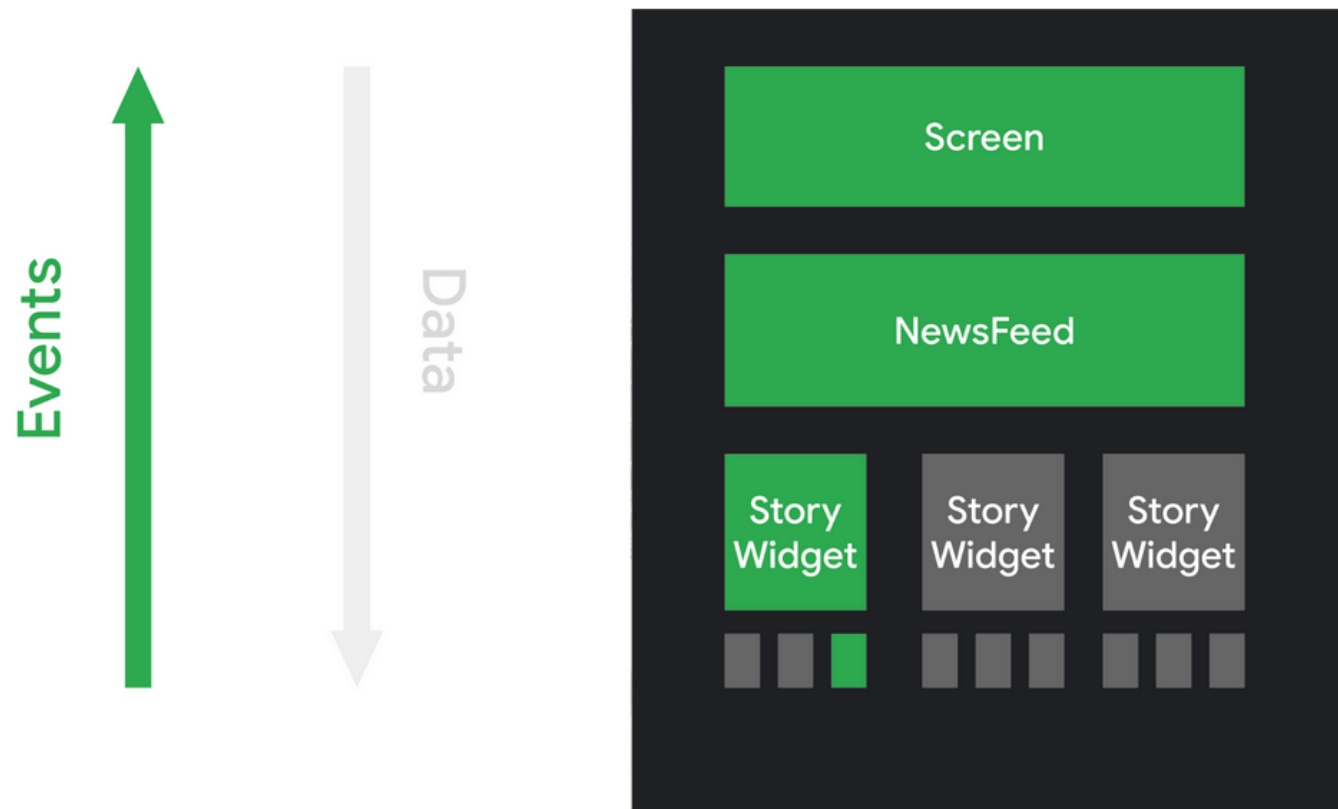 Events
Data
Screen
NewsFeed
Story
Widget
Story
Widget
Story
Widget